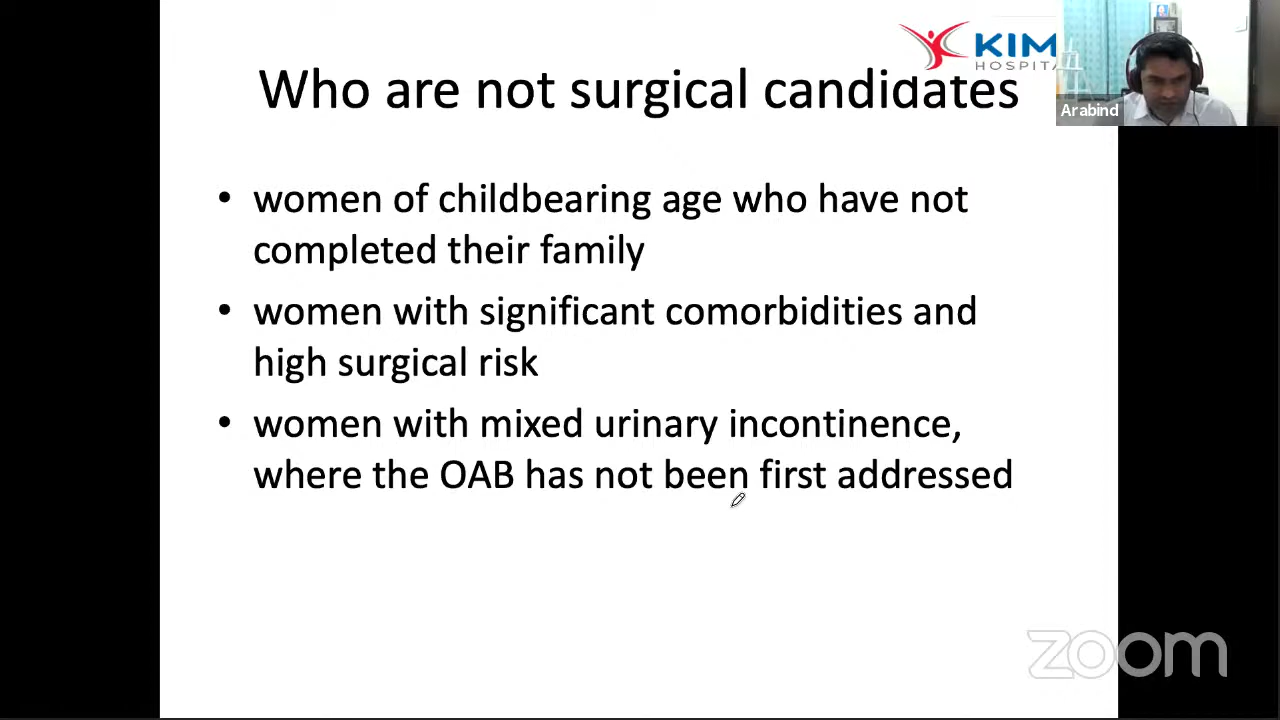 KIM
HOSPITA
Who are not surgical candidates
Arabind
• women of childbearing age who have not
completed their family
• women with significant comorbidities and
high surgical risk
• women with mixed urinary incontinence,
where the OAB has not been first addressed
zoom